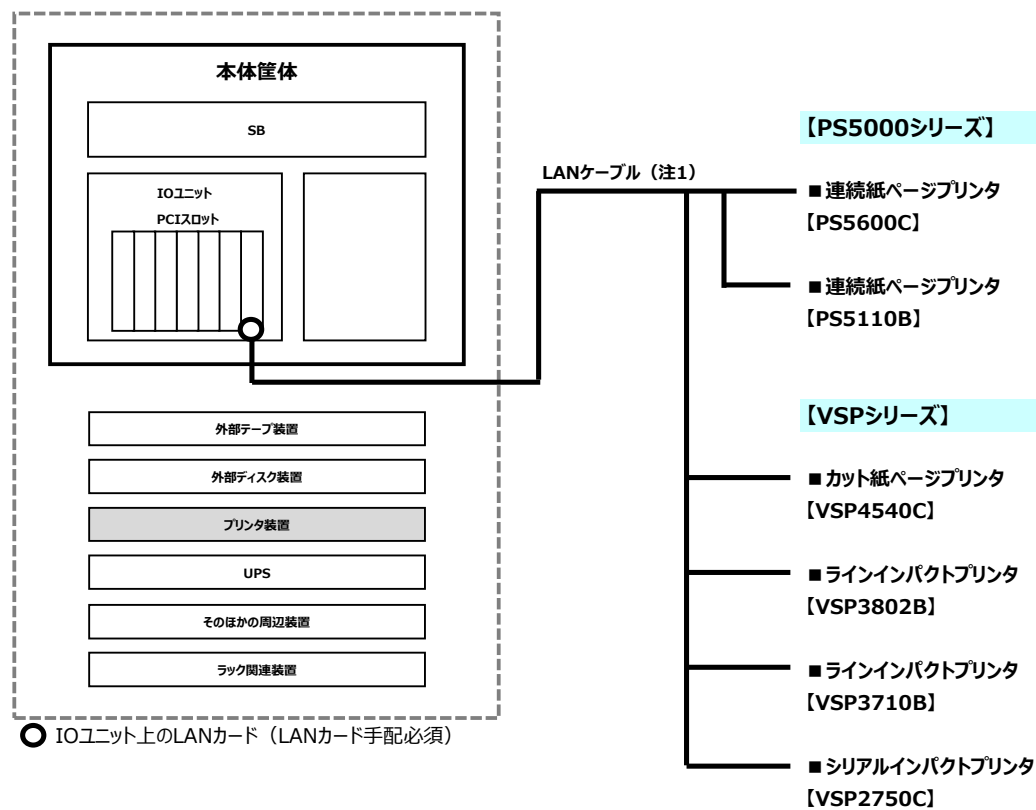 本体筐体
SB
IOユニット
PCIスロット
外部テープ装置
外部ディスク装置
プリンタ装置
UPS
そのほかの周辺装置
ラック関連装置
IOユニット上のLANカード（LANカード手配必須）
LANケーブル（注1）
【PS5000シリーズ】
■連続紙ページプリンタ
【PS5600C】
■連続紙ページプリンタ
【PS5110B】
【VSPシリーズ】
■カット紙ページプリンタ
【VSP4540C】
■ラインインパクトプリンタ
【VSP3802B】
■ラインインパクトプリンタ
【VSP3710B】
■シリアルインパクトプリンタ
【VSP2750C】